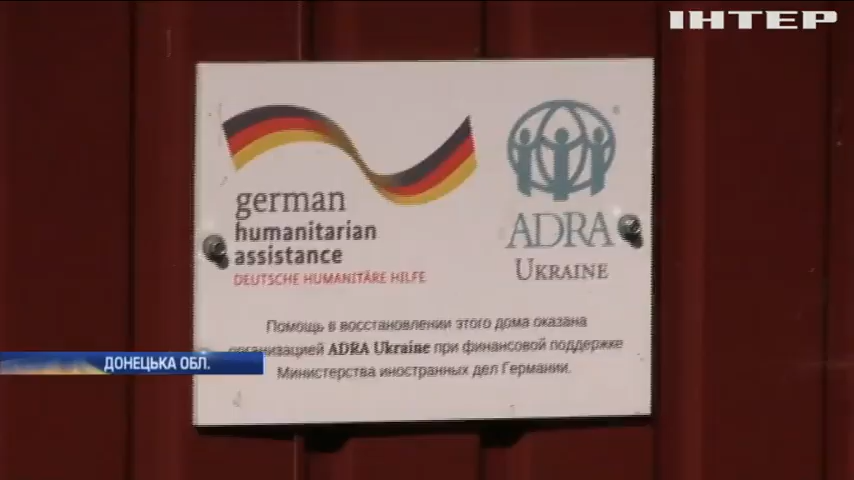 ІНТЕР
german
humanitarian
assistance
DEUTSCHE HUMANITÄRE HILFE
ADRA
UKRAINE
Помощь в восстановлении этого дома оказана
организацией ADRA Ukraine при финансовой поддержке
Министерства иностранных дел Германии.
ДОНЕЦЬКА ОБЛ.